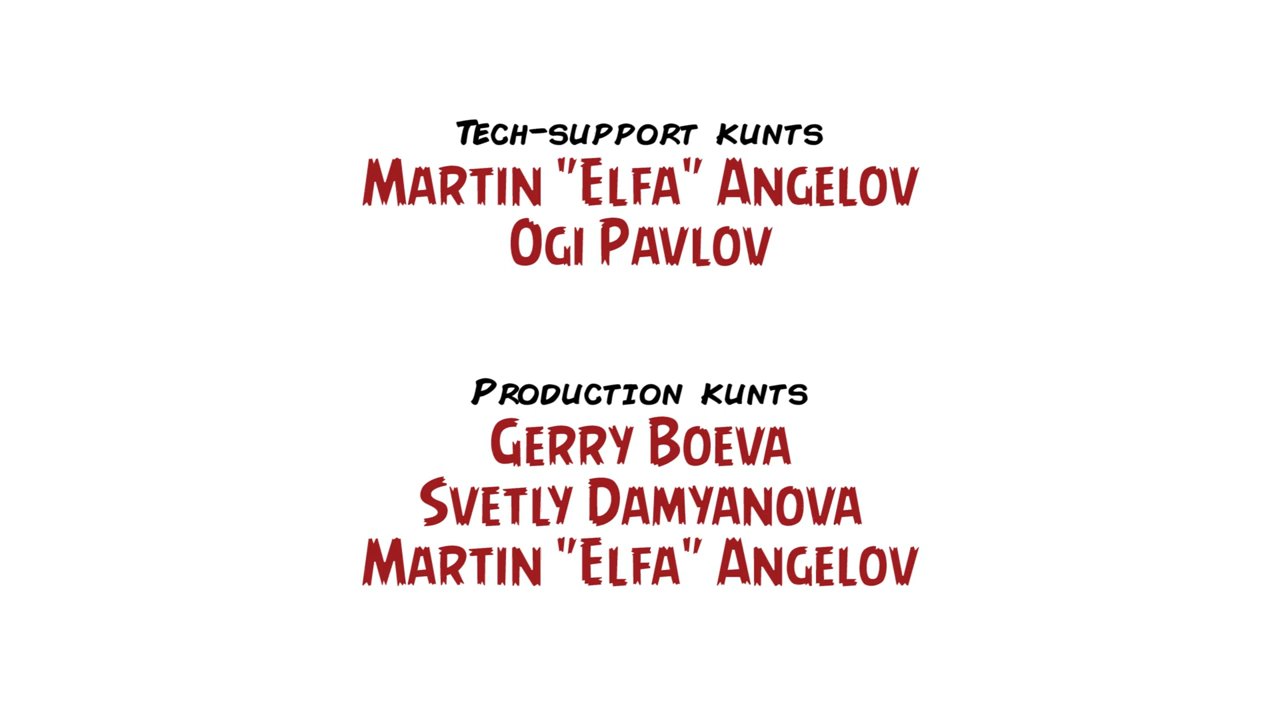 Tech-support kunts
Martin "Elfa" Angelov
Ogi Pavlov
Production kunts
Gerry Boeva
Svetly Damyanova
Martin "Elfa" Angelov